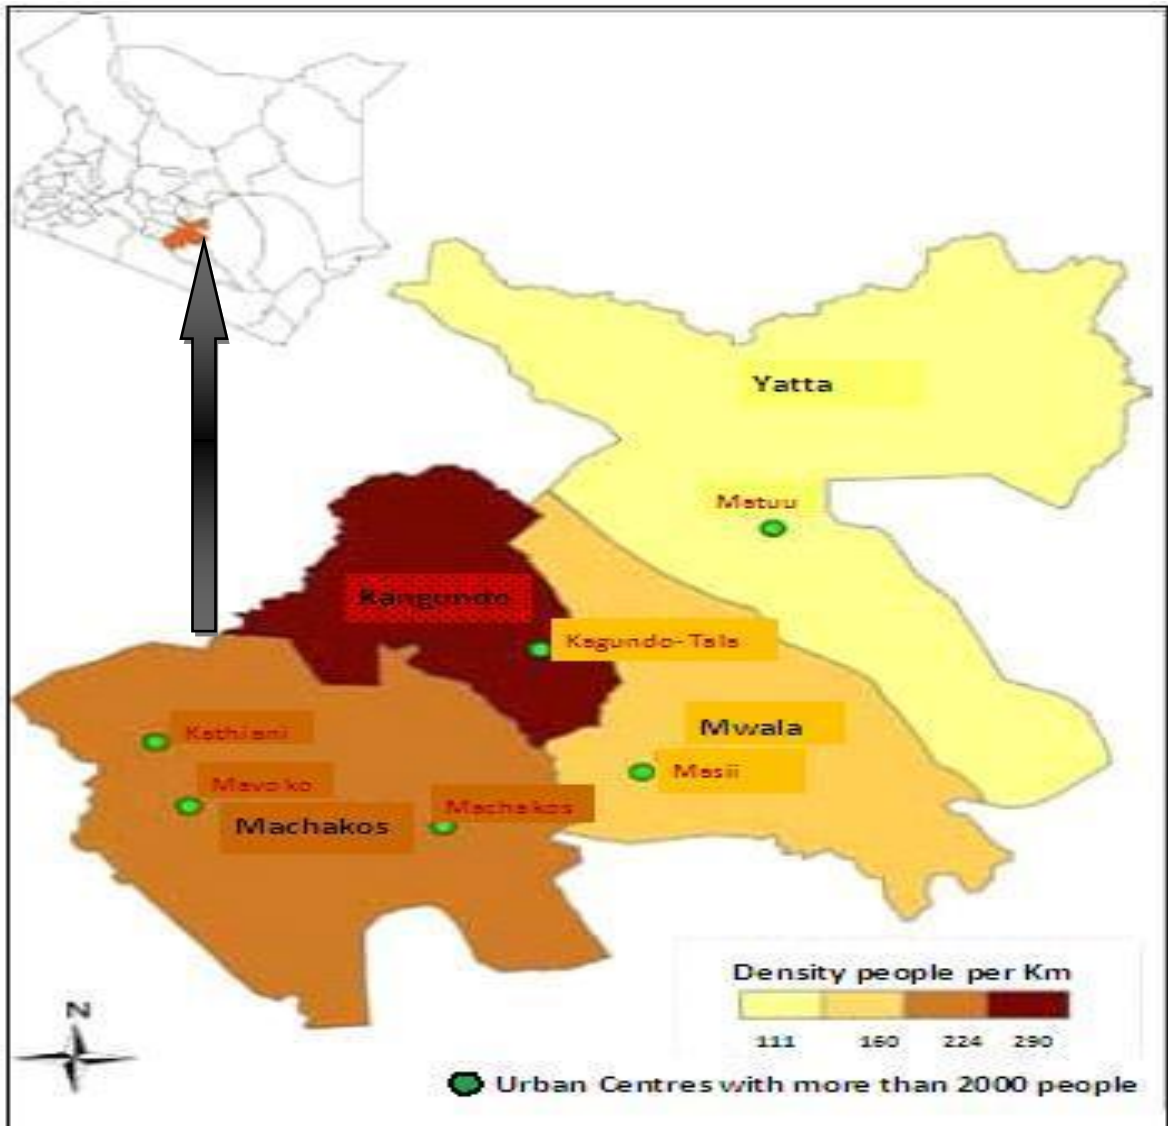 Yatta
Matuu
Kangundo
Kagundo-Tala
Mwala
Kathiani
Masii
Mavoko
Machakos
Machakos
Density people per Km
111 160 224 290
N
Urban Centres with more than 2000 people